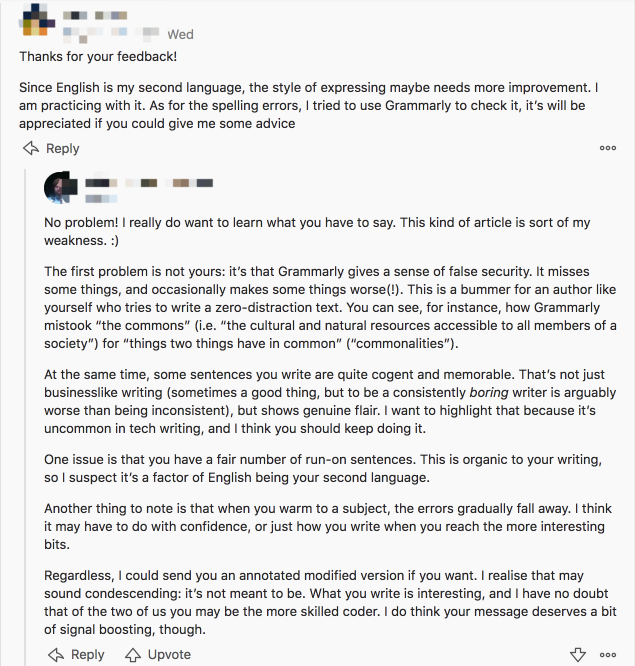 Wed
Thanks for your feedback!
Since English is my second language, the style of expressing maybe needs more improvement. I
am practicing with it. As for the spelling errors, I tried to use Grammarly to check it, it’s will be
appreciated if you could give me some advice
Reply
No problem! I really do want to learn what you have to say. This kind of article is sort of my
weakness. :)
The first problem is not yours: it’s that Grammarly gives a sense of false security. It misses
some things, and occasionally makes some things worse(!). This is a bummer for an author like
yourself who tries to write a zero-distraction text. You can see, for instance, how Grammarly
mistook “the commons” (i.e. “the cultural and natural resources accessible to all members of a
society”) for “things two things have in common” (“commonalities”).
At the same time, some sentences you write are quite cogent and memorable. That’s not just
businesslike writing (sometimes a good thing, but to be a consistently boring writer is arguably
worse than being inconsistent), but shows genuine flair. I want to highlight that because it’s
uncommon in tech writing, and I think you should keep doing it.
One issue is that you have a fair number of run-on sentences. This is organic to your writing,
so I suspect it’s a factor of English being your second language.
Another thing to note is that when you warm to a subject, the errors gradually fall away. I think
it may have to do with confidence, or just how you write when you reach the more interesting
bits.
Regardless, I could send you an annotated modified version if you want. I realise that may
sound condescending: it’s not meant to be. What you write is interesting, and I have no doubt
that of the two of us you may be the more skilled coder. I do think your message deserves a bit
of signal boosting, though.
Reply Upvote